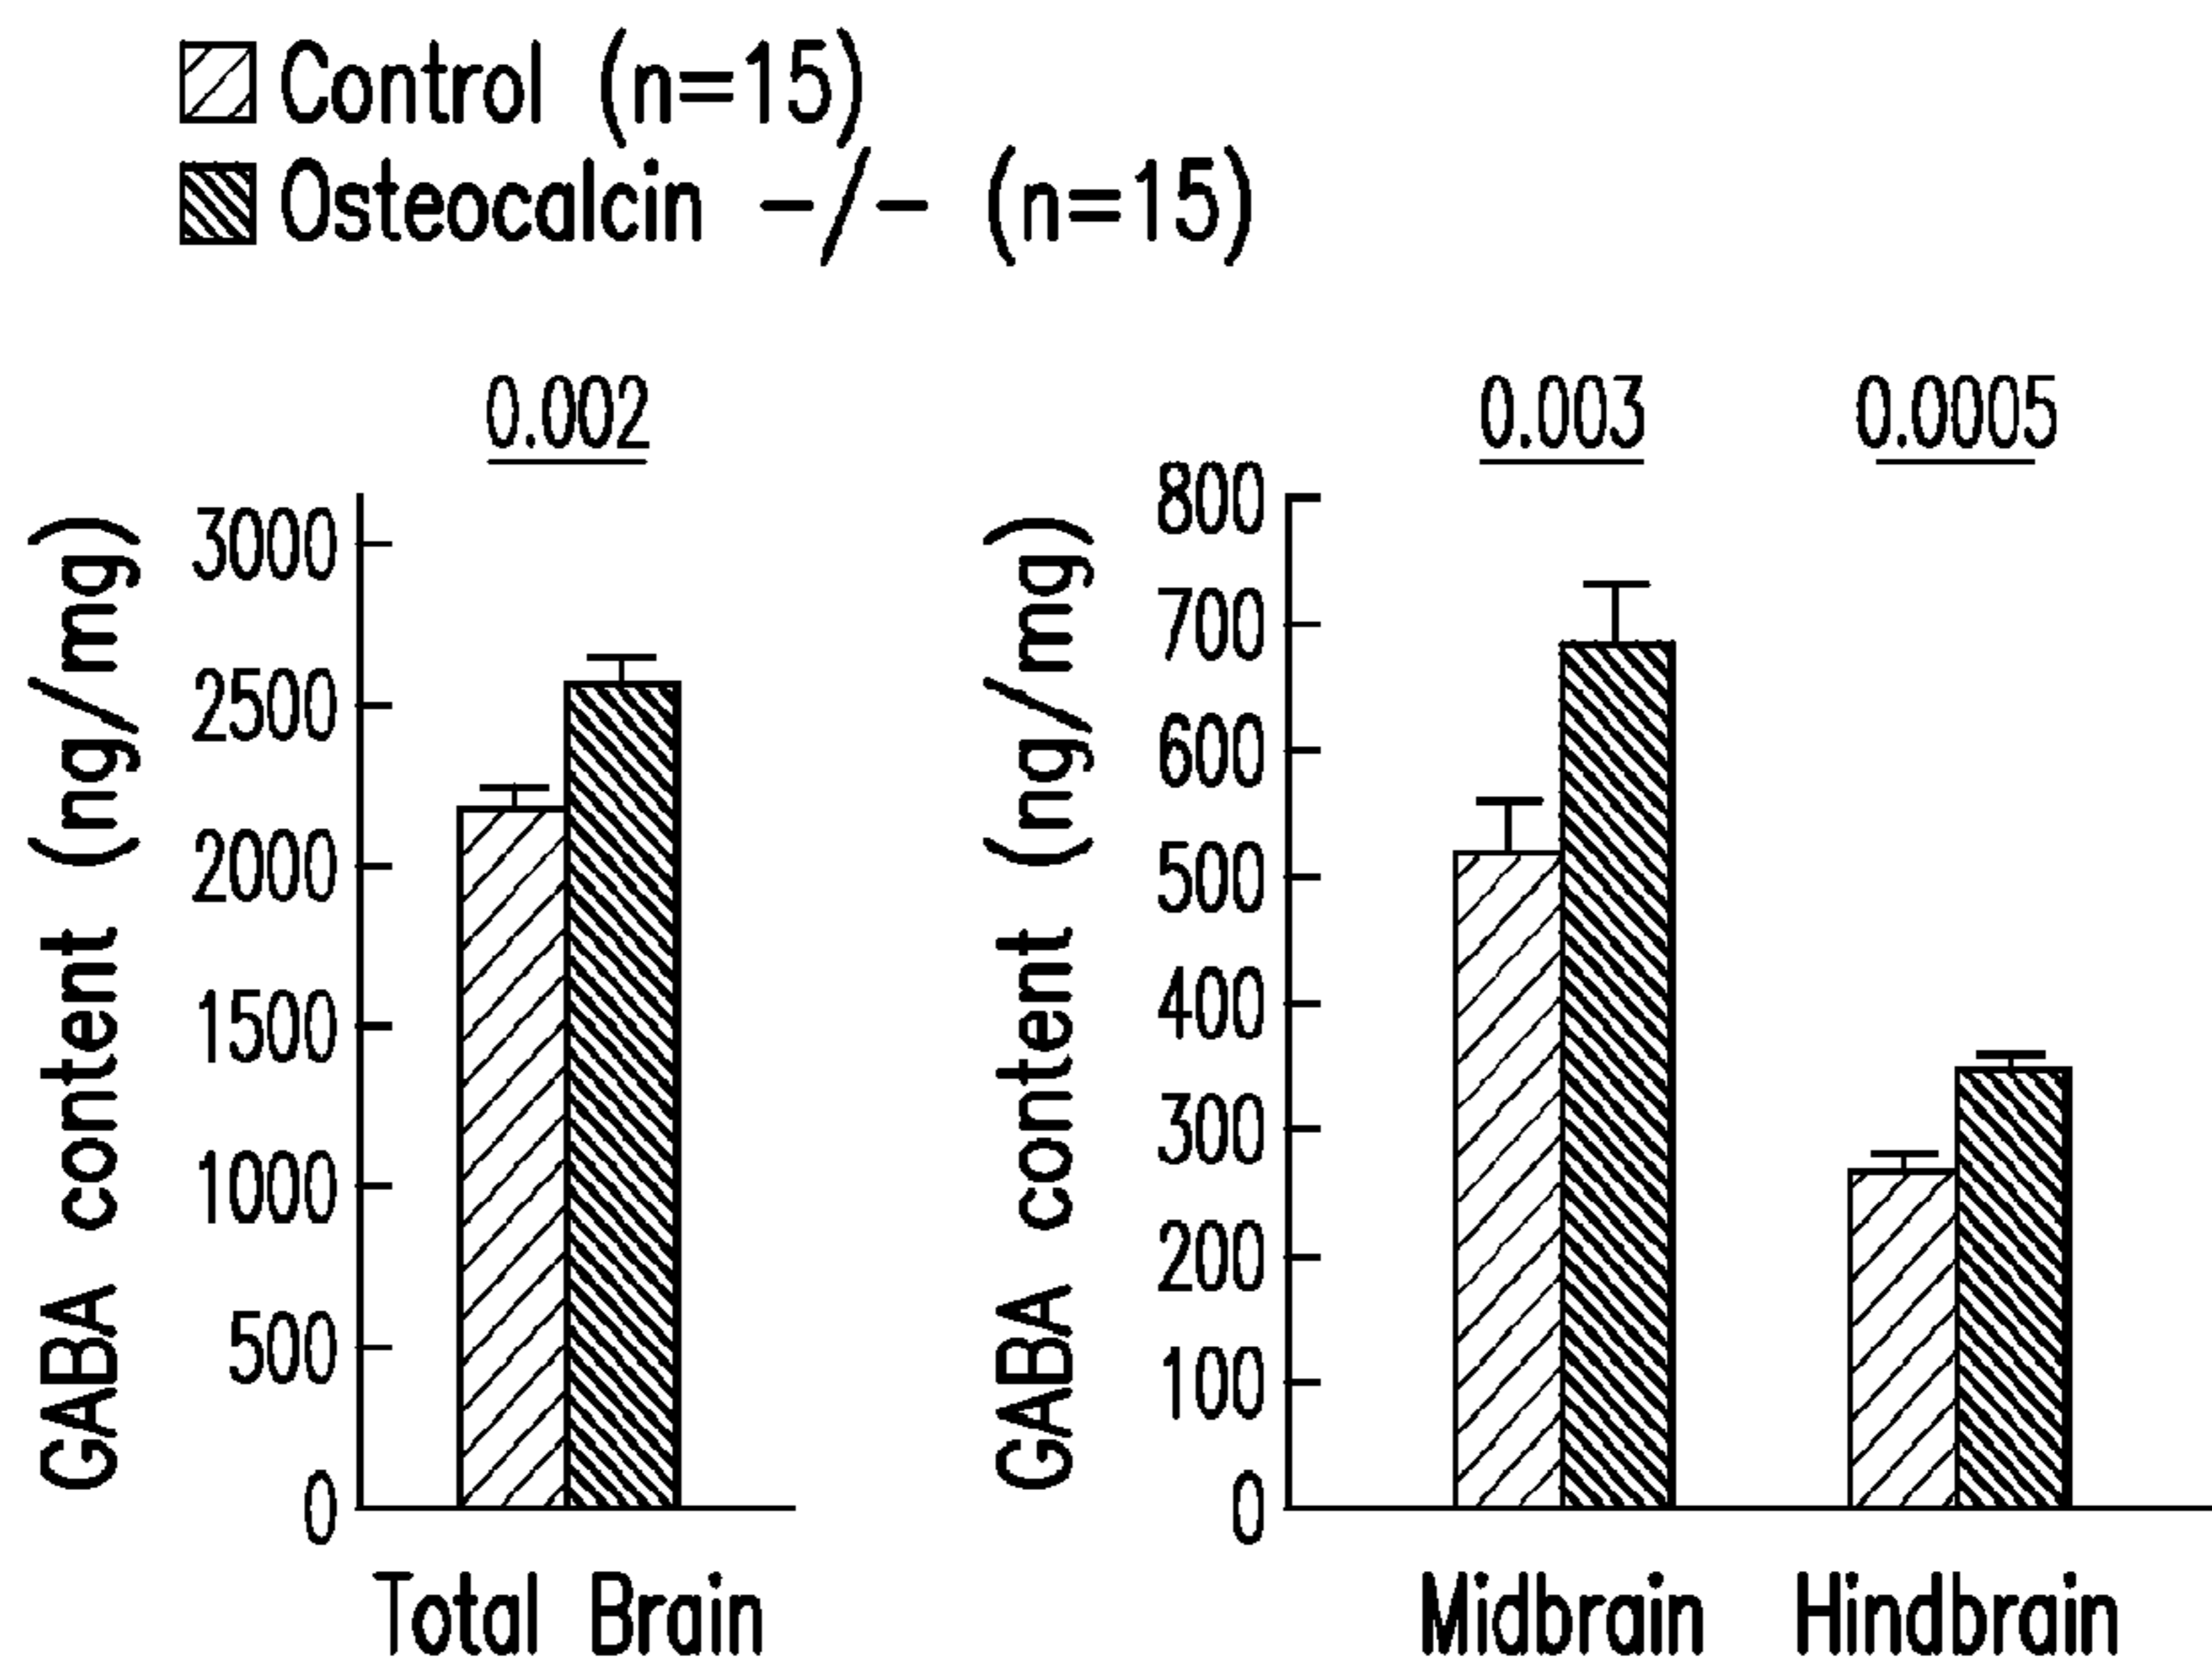 Control (n=15)
Osteocalcin -/- (n=15)
0.002
GABA content (ng/mg)
3000
2500
2000
1500
1000
500
0
Total Brain
0.003
0.0005
GABA content (ng/mg)
800
700
600
500
400
300
200
100
0
Midbrain
Hindbrain